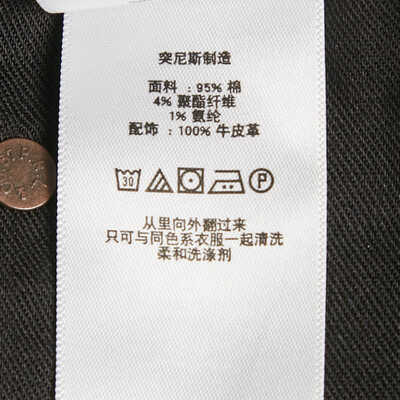 突尼斯制造
面料：95% 棉
4% 聚酯纤维
1% 氨纶
配饰：100% 牛皮革
30
P
从里向外翻过来
只可与同色系衣服一起清洗
柔和洗涤剂